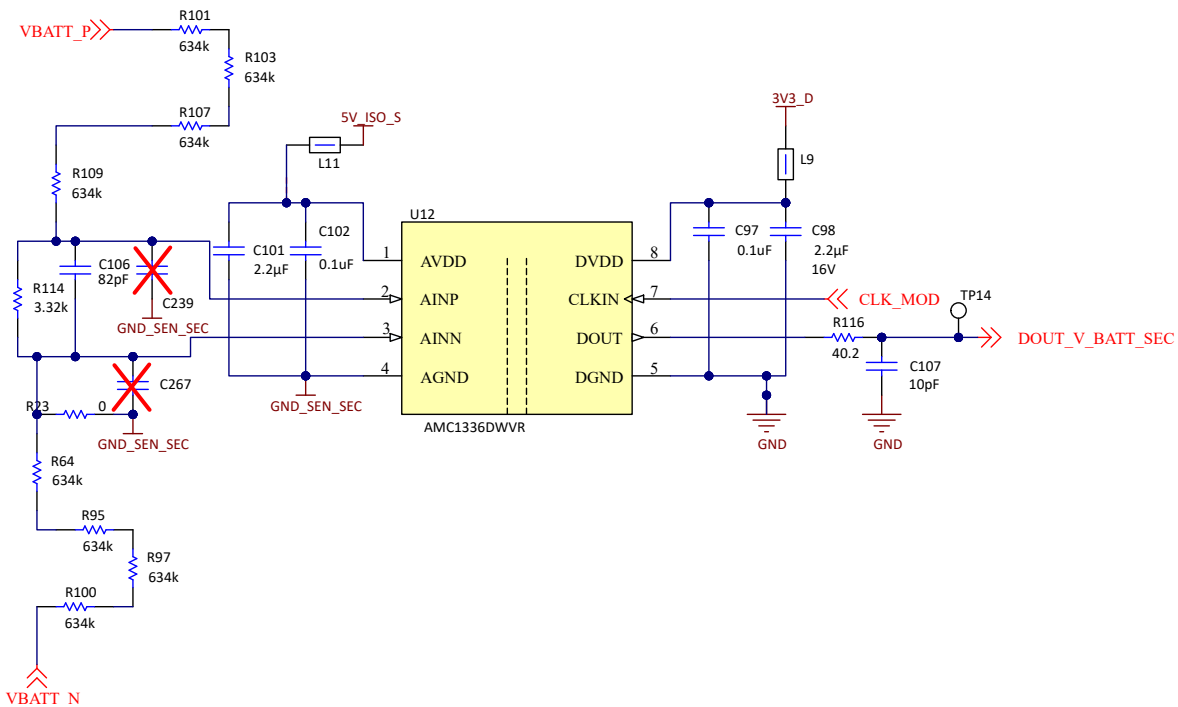 R101
VBATT_P
634k
R103
634k
R107
634k
R109
634k
5V_ISO_S
L11
3V3_D
L9
U12
C101
2.2µF
C102
0.1uF
C97
0.1uF
C98
2.2µF
16V
1
AVDD
DVDD
8
2
AINP
CLKIN
7
CLK_MOD
3
AINN
DOUT
6
4
AGND
DGND
5
AMC1336DWVR
R114
3.32k
C106
82pF
C239
GND_SEN_SEC
C267
R23
0
GND_SEN_SEC
GND_SEN_SEC
TP14
R116
40.2
DOUT_V_BATT_SEC
C107
10pF
GND
GND
R64
634k
R95
634k
R97
634k
R100
634k
VBATT_N